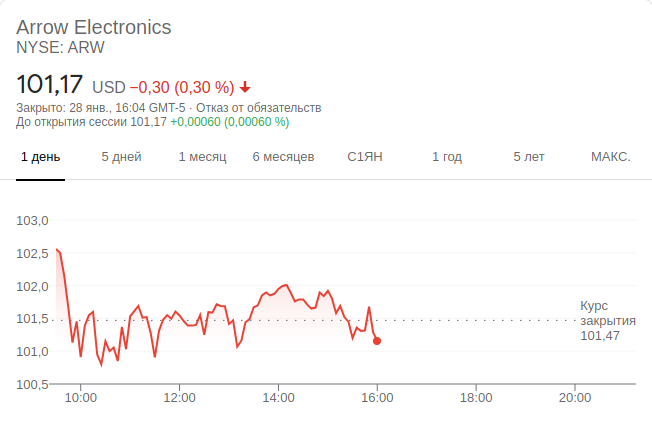 Arrow Electronics
NYSE: ARW
101,17 USD −0,30 (0,30 %)
Закрыто: 28 янв., 16:04 GMT-5 · Отказ от обязательств
До открытия сессии 101,17 +0,00060 (0,00060 %)
1 день 5 дней 1 месяц 6 месяцев С1ЯН 1 год 5 лет МАКС.
103,0
102,5
102,0
101,5
101,0
100,5
Курс
закрытия
101,47
10:00 12:00 14:00 16:00 18:00 20:00